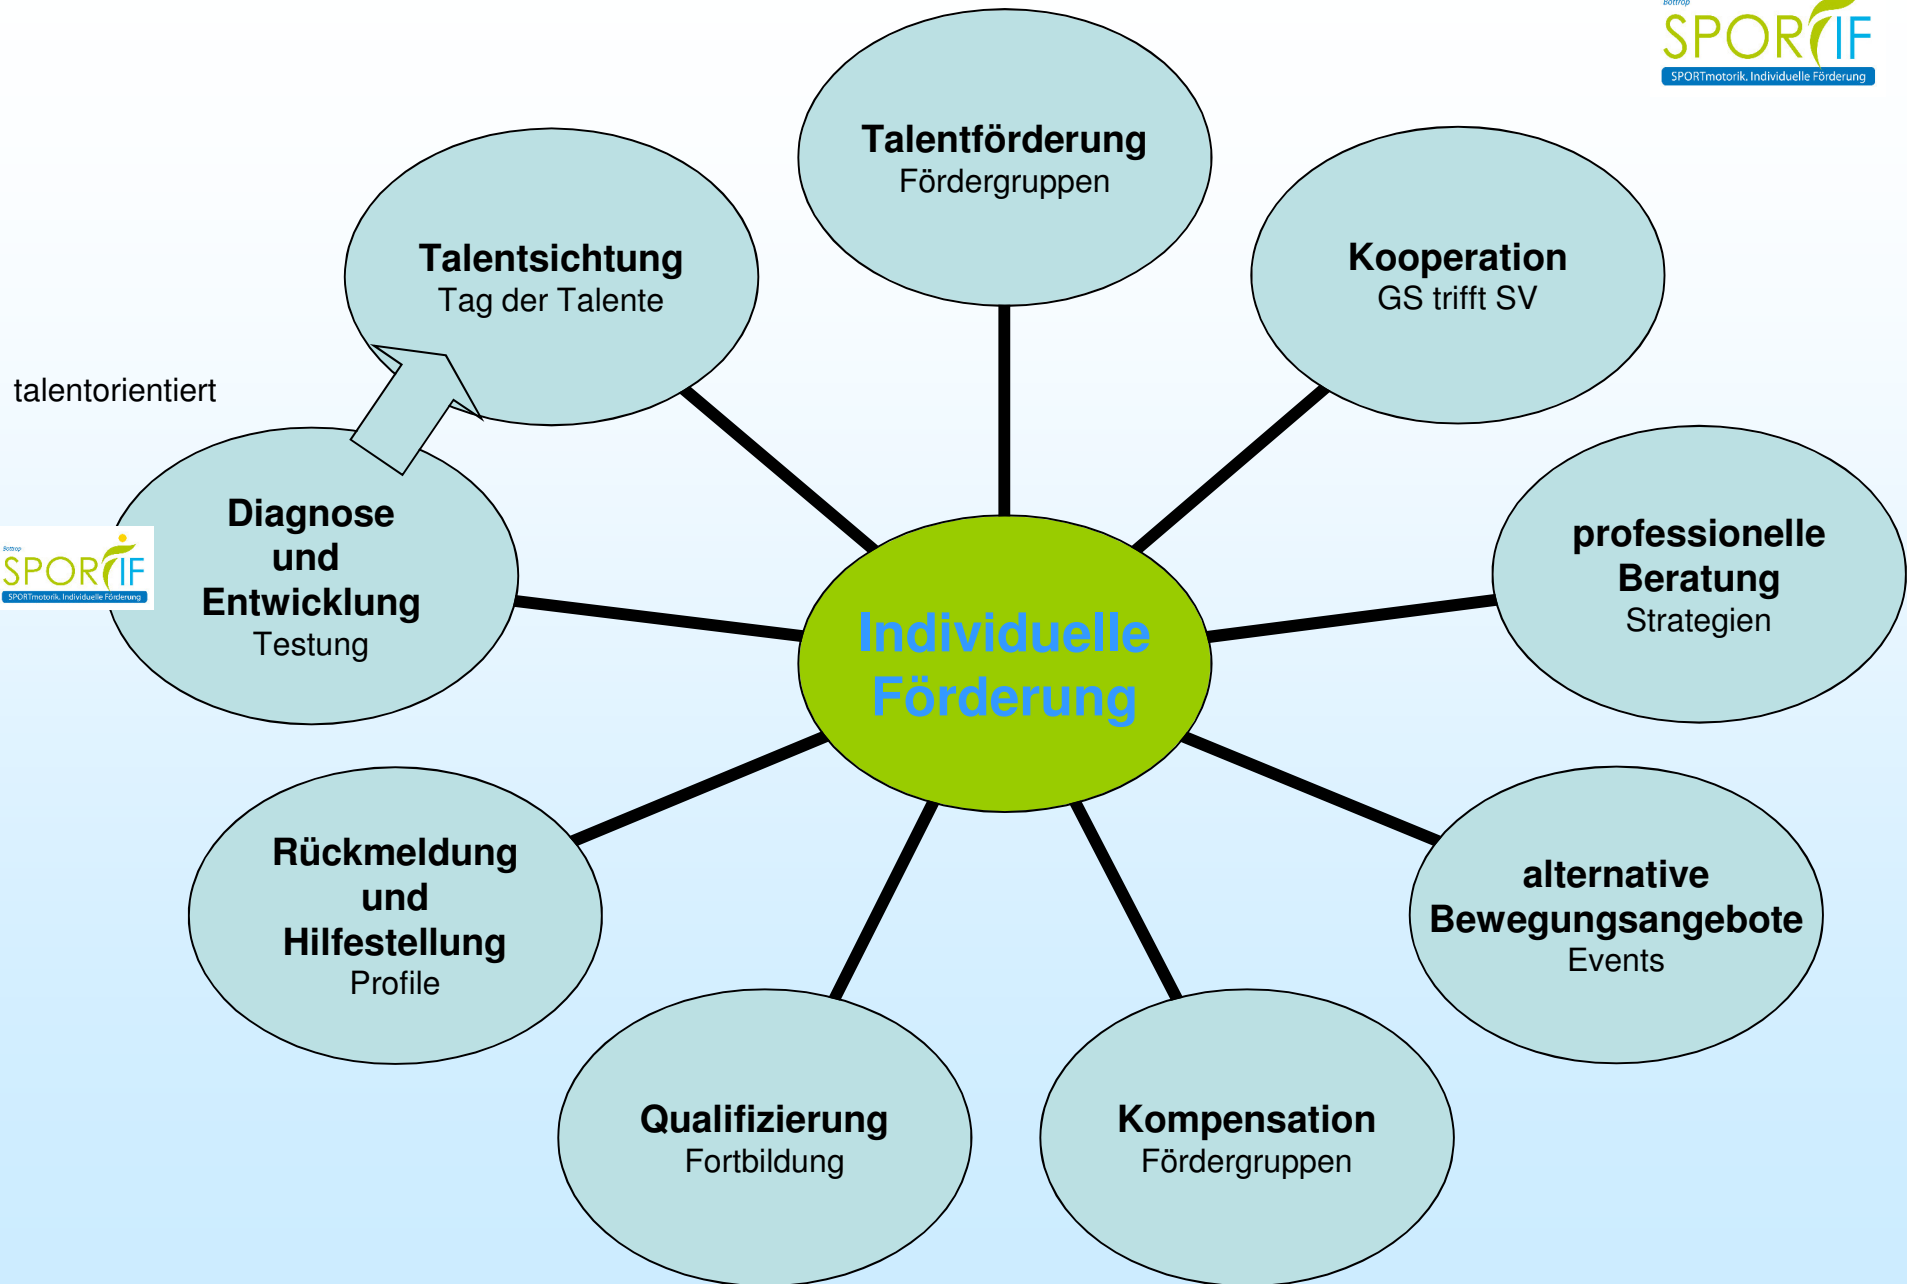 Bottrop
SPORTIF
SPORTmotorik. Individuelle Förderung
Talentförderung
Fördergruppen
Talentsichtung
Tag der Talente
Kooperation
GS trifft SV
talentorientiert
Diagnose
und
Entwicklung
Testung
Bottrop
SPORTIF
SPORTmotorik. Individuelle Förderung
professionelle
Beratung
Strategien
Individuelle
Förderung
Rückmeldung
und
Hilfestellung
Profile
alternative
Bewegungsangebote
Events
Qualifizierung
Fortbildung
Kompensation
Fördergruppen